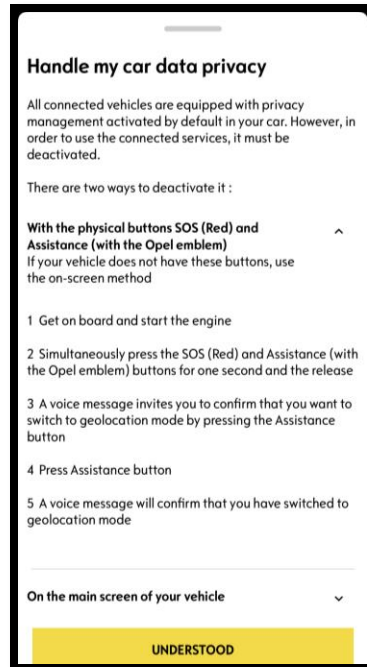 Handle my car data privacy
All connected vehicles are equipped with privacy
management activated by default in your car. However, in
order to use the connected services, it must be
deactivated.
There are two ways to deactivate it :
With the physical buttons SOS (Red) and
Assistance (with the Opel emblem)
If your vehicle does not have these buttons, use
the on-screen method
1 Get on board and start the engine
2 Simultaneously press the SOS (Red) and Assistance (with
the Opel emblem) buttons for one second and the release
3 A voice message invites you to confirm that you want to
switch to geolocation mode by pressing the Assistance
button
4 Press Assistance button
5 A voice message will confirm that you have switched to
geolocation mode
On the main screen of your vehicle
UNDERSTOOD